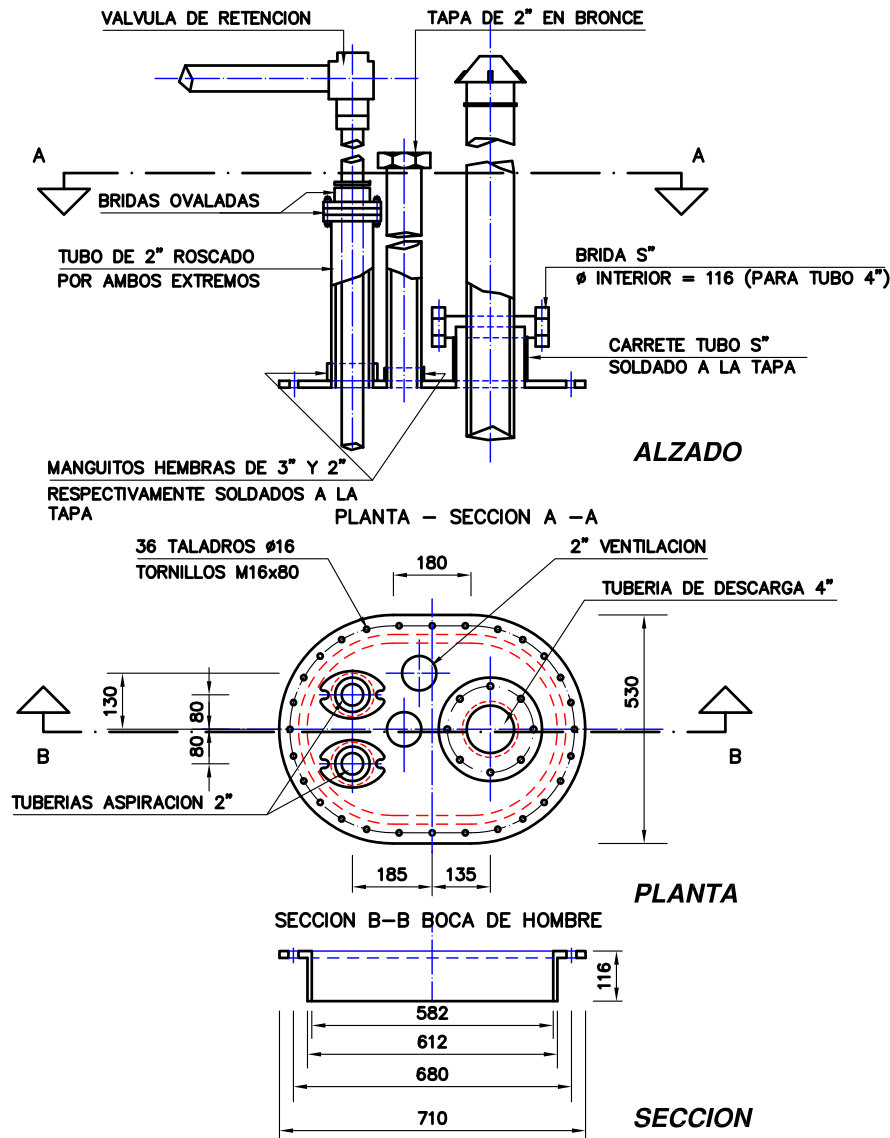 VALVULA DE RETENCION
TAPA DE 2" EN BRONCE
A
A
BRIDAS OVALADAS
TUBO DE 2" ROSCADO
POR AMBOS EXTREMOS
BRIDA S"
ø INTERIOR = 116 (PARA TUBO 4")
CARRETE TUBO S"
SOLDADO A LA TAPA
ALZADO
MANGUITOS HEMBRAS DE 3" Y 2"
RESPECTIVAMENTE SOLDADOS A LA
TAPA
PLANTA - SECCION A -A
36 TALADROS ø16
TORNILLOS M16x80
2" VENTILACION
180
TUBERIA DE DESCARGA 4"
130
80
80
530
B
B
TUBERIAS ASPIRACION 2"
185
135
PLANTA
SECCION B-B BOCA DE HOMBRE
116
582
612
680
710
SECCION